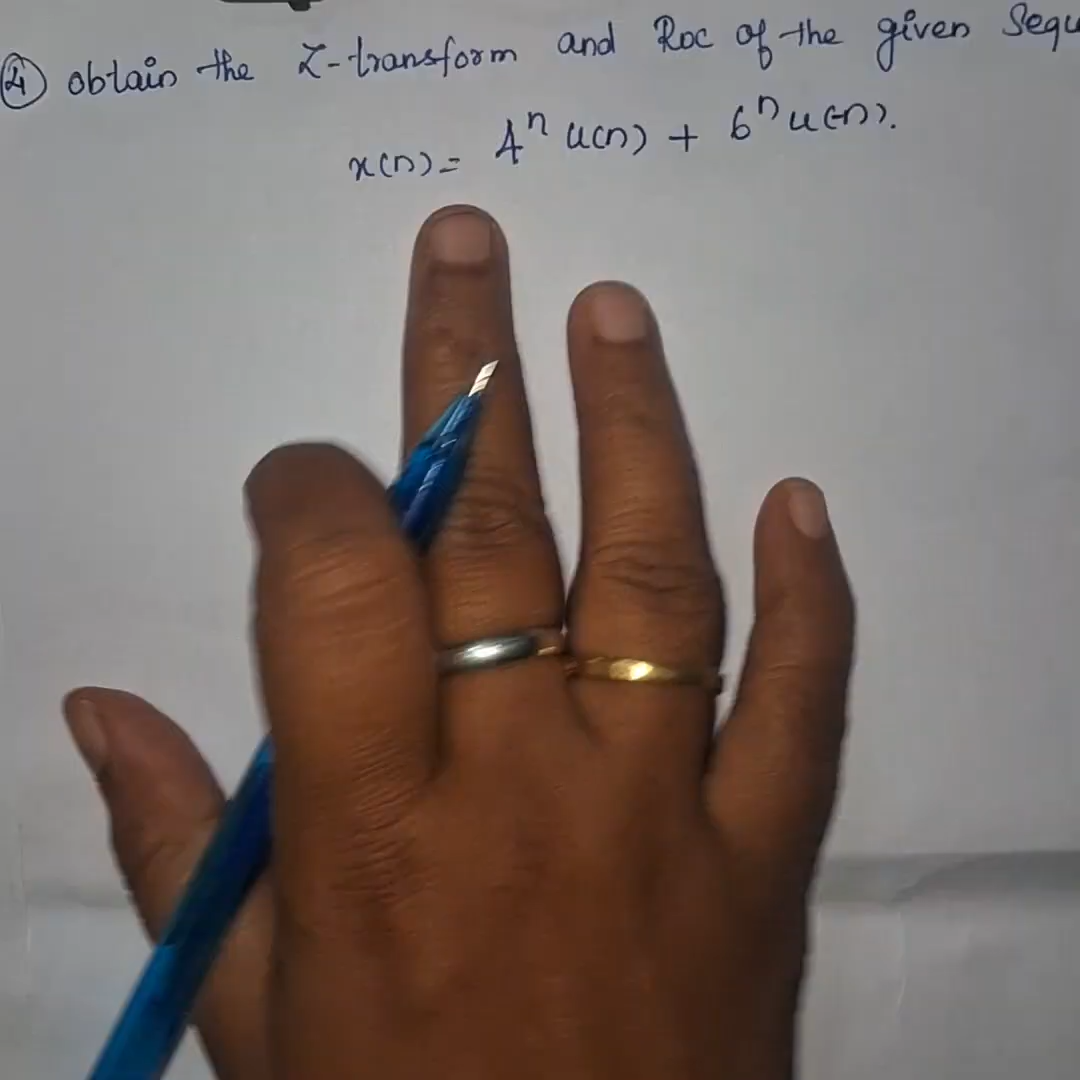 ④ obtain the Z-transform and Roc of the given
x(n) = 4ⁿ u(n) + 6ⁿ u(-n).